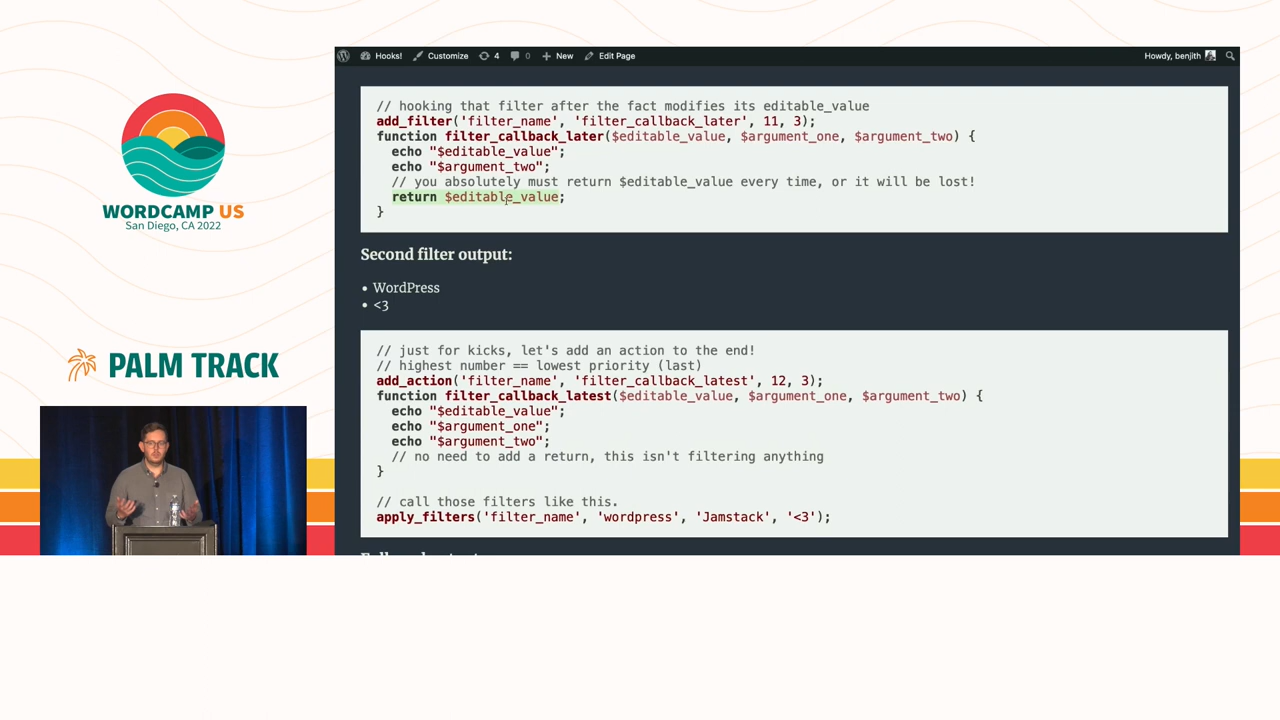 WORDCAMP US
San Diego, CA 2022
PALM TRACK
Hooks! Customize 4 0 New Edit Page Howdy, benjith
// hooking that filter after the fact modifies its editable_value
add_filter('filter_name', 'filter_callback_later', 11, 3);
function filter_callback_later($editable_value, $argument_one, $argument_two) {
echo "$editable_value";
echo "$argument_two";
// you absolutely must return $editable_value every time, or it will be lost!
return $editable_value;
}
Second filter output:
• WordPress
• <3
// just for kicks, let's add an action to the end!
// highest number == lowest priority (last)
add_action('filter_name', 'filter_callback_latest', 12, 3);
function filter_callback_latest($editable_value, $argument_one, $argument_two) {
echo "$editable_value";
echo "$argument_one";
echo "$argument_two";
// no need to add a return, this isn't filtering anything
}
// call those filters like this.
apply_filters('filter_name', 'wordpress', 'Jamstack', '<3');